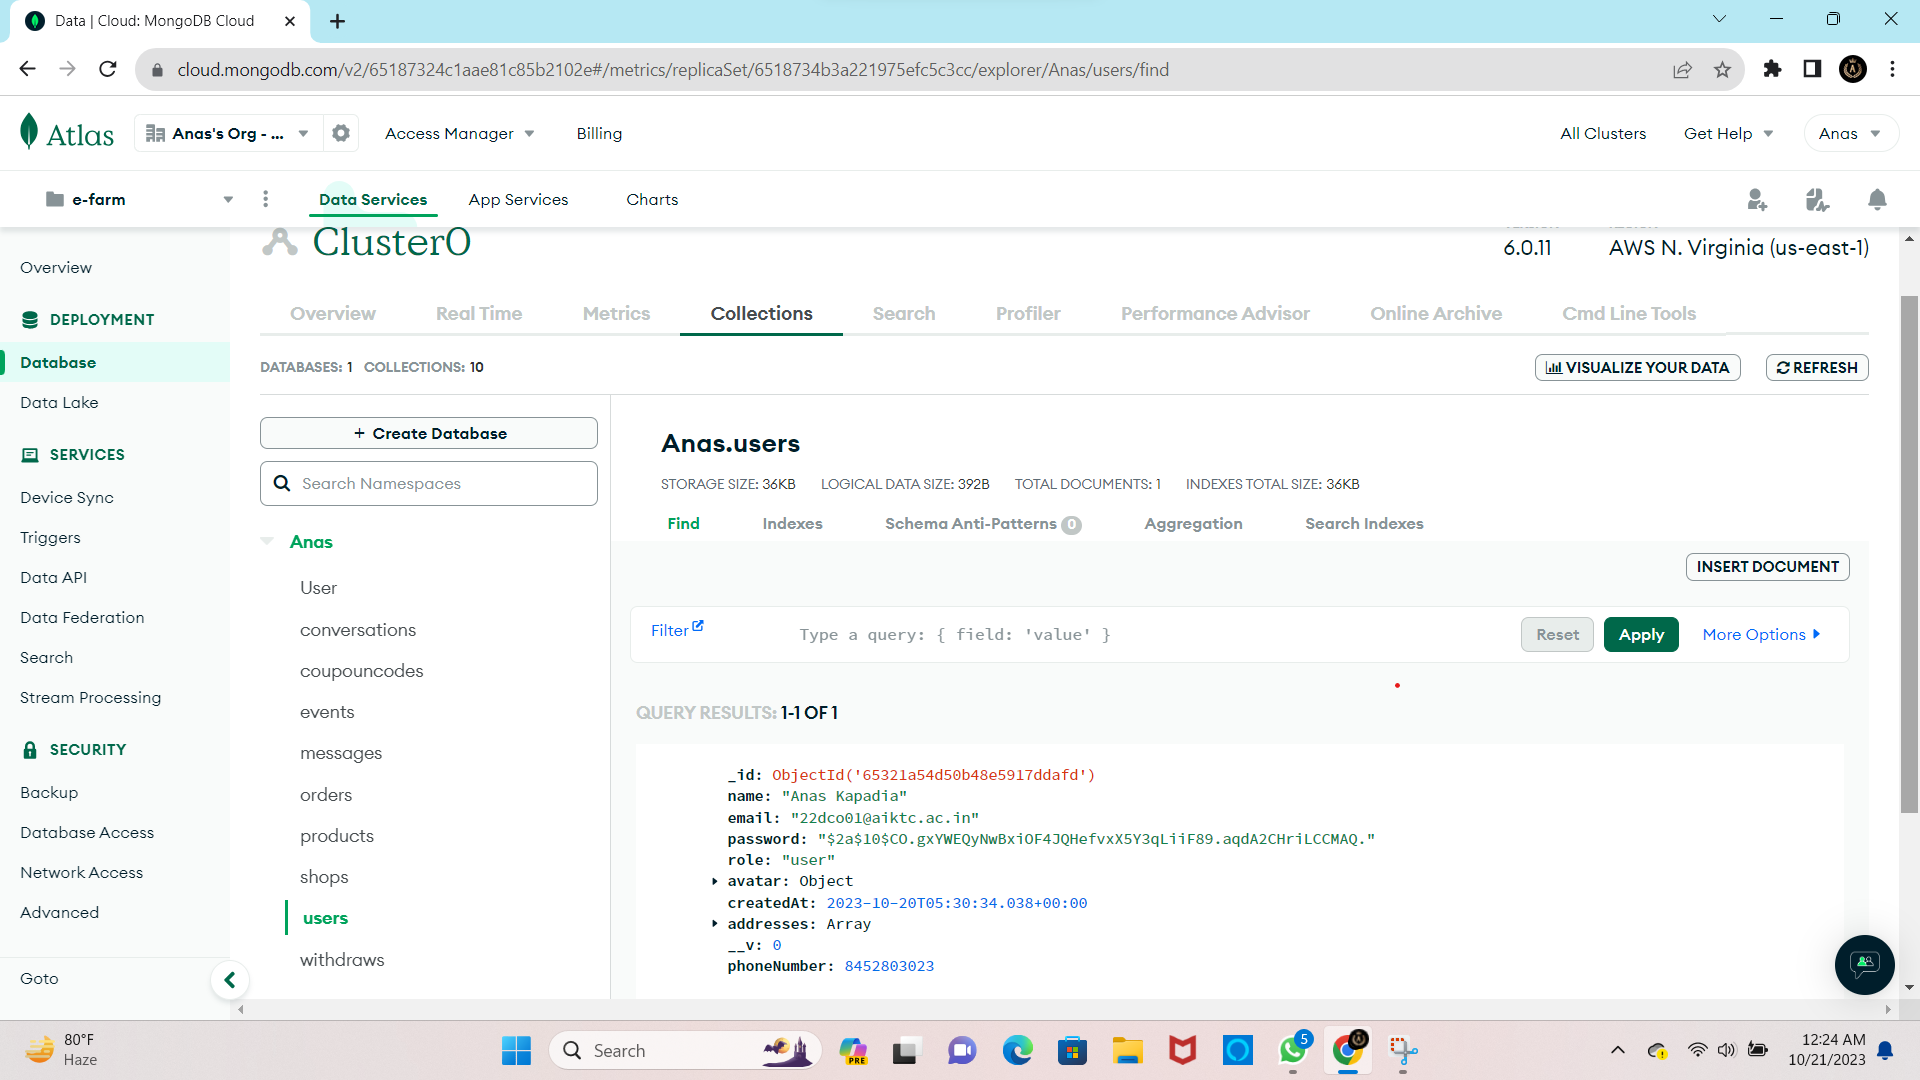 Data | Cloud: MongoDB Cloud
cloud.mongodb.com/v2/65187324c1aae81c85b2102e#/metrics/replicaSet/6518734b3a221975efc5c3cc/explorer/Anas/users/find
Atlas Anas's Org - ... Access Manager Billing All Clusters Get Help Anas
e-farm Data Services App Services Charts
Cluster0 6.0.11 AWS N. Virginia (us-east-1)
Overview
DEPLOYMENT
Database
Data Lake
SERVICES
Device Sync
Triggers
Data API
Data Federation
Search
Stream Processing
SECURITY
Backup
Database Access
Network Access
Advanced
Goto
Overview Real Time Metrics Collections Search Profiler Performance Advisor Online Archive Cmd Line Tools
DATABASES: 1 COLLECTIONS: 10 VISUALIZE YOUR DATA REFRESH
+ Create Database
Search Namespaces
Anas
User
conversations
coupouncodes
events
messages
orders
products
shops
users
withdraws
Anas.users
STORAGE SIZE: 36KB LOGICAL DATA SIZE: 392B TOTAL DOCUMENTS: 1 INDEXES TOTAL SIZE: 36KB
Find Indexes Schema Anti-Patterns 0 Aggregation Search Indexes
INSERT DOCUMENT
Filter Type a query: { field: 'value' } Reset Apply More Options
QUERY RESULTS: 1-1 OF 1
_id: ObjectId('65321a54d50b48e5917ddafd')
name: "Anas Kapadia"
email: "22dco01@aiktc.ac.in"
password: "$2a$10$CO.gxYWEQyNwBxiOF4JQHefvxX5Y3qLiiF89.aqdA2CHriLCCMAQ."
role: "user"
avatar: Object
createdAt: 2023-10-20T05:30:34.038+00:00
addresses: Array
__v: 0
phoneNumber: 8452803023
80°F
Haze
Search
PRE
5
12:24 AM
10/21/2023